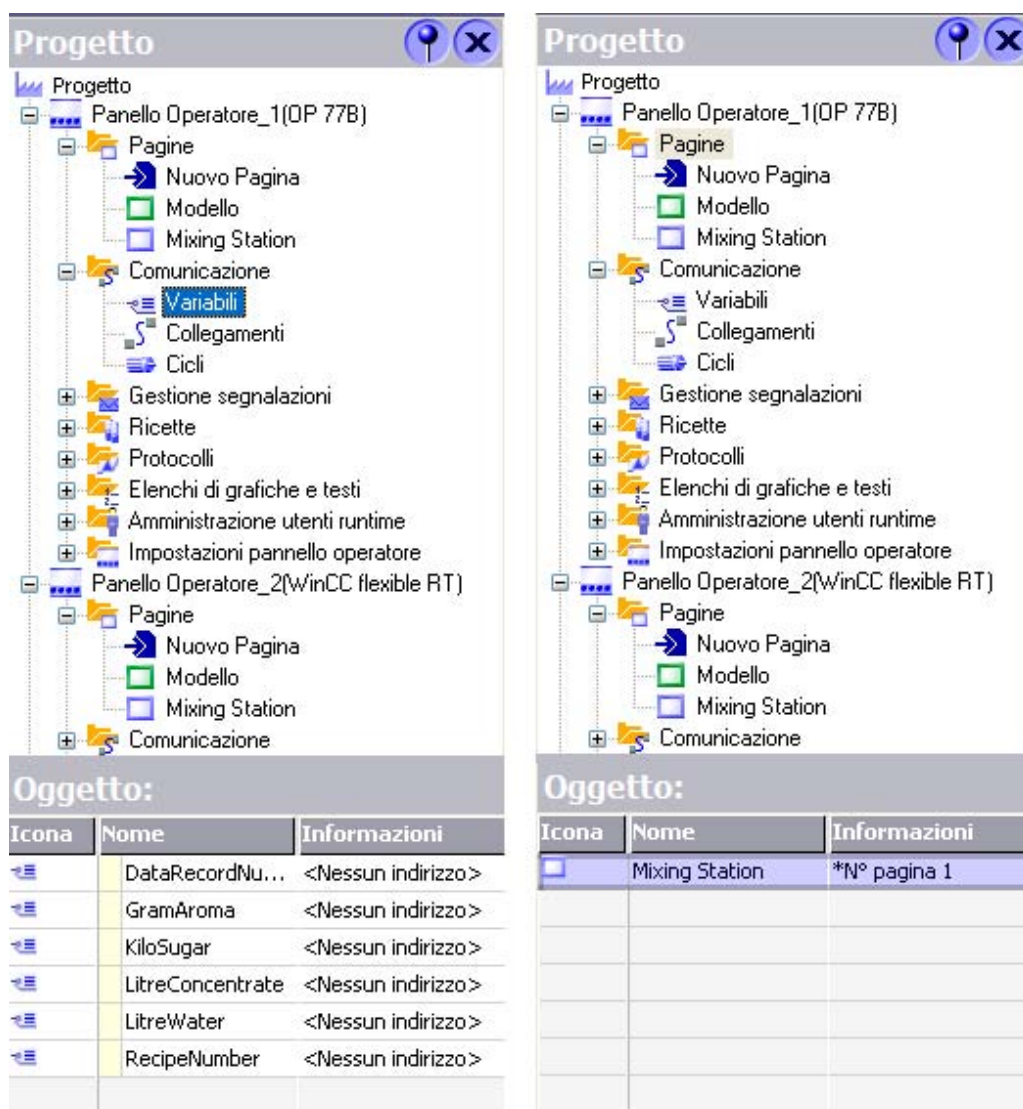 Progetto
Progetto
Panello Operatore_1(OP 77B)
Pagine
Nuovo Pagina
Modello
Mixing Station
Comunicazione
Variabili
Collegamenti
Cicli
Gestione segnalazioni
Ricette
Protocolli
Elenchi di grafiche e testi
Amministrazione utenti runtime
Impostazioni pannello operatore
Panello Operatore_2(WinCC flexible RT)
Pagine
Nuovo Pagina
Modello
Mixing Station
Comunicazione
Oggetto:
Icona Nome Informazioni
DataRecordNu... <Nessun indirizzo>
GramAroma <Nessun indirizzo>
KiloSugar <Nessun indirizzo>
LitreConcentrate <Nessun indirizzo>
LitreWater <Nessun indirizzo>
RecipeNumber <Nessun indirizzo>
Progetto
Progetto
Panello Operatore_1(OP 77B)
Pagine
Nuovo Pagina
Modello
Mixing Station
Comunicazione
Variabili
Collegamenti
Cicli
Gestione segnalazioni
Ricette
Protocolli
Elenchi di grafiche e testi
Amministrazione utenti runtime
Impostazioni pannello operatore
Panello Operatore_2(WinCC flexible RT)
Pagine
Nuovo Pagina
Modello
Mixing Station
Comunicazione
Oggetto:
Icona Nome Informazioni
Mixing Station *N° pagina 1